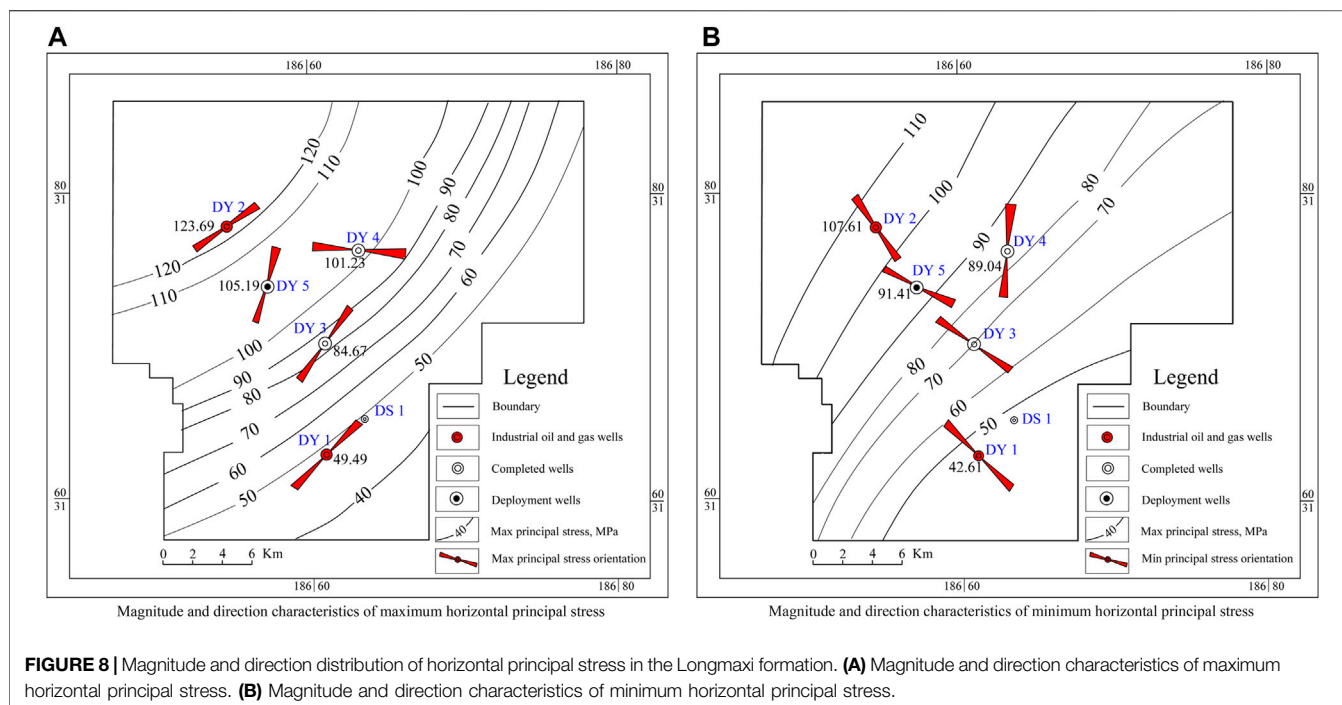 A
186 60
186 80
120
110
100
90
80
70
60
80
31
80
31
DY 2
123.69
DY 4
101.23
120
105.19
DY 5
110
DY 3
84.67
100
90
80
70
60
50
DS 1
DY 1
49.49
50
40
60
31
60
31
0 2 4 6 Km
Legend
Boundary
Industrial oil and gas wells
Completed wells
Deployment wells
40
Max principal stress, MPa
Max principal stress orientation
186 60
186 80
Magnitude and direction characteristics of maximum horizontal principal stress
B
186 60
186 80
110
100
90
80
70
80
31
80
31
DY 2
107.61
DY 4
89.04
DY 5
91.41
DY 3
80
70
60
50
DS 1
DY 1
42.61
60
31
60
31
0 2 4 6 Km
Legend
Boundary
Industrial oil and gas wells
Completed wells
Deployment wells
40
Max principal stress, MPa
Min principal stress orientation
186 60
186 80
Magnitude and direction characteristics of minimum horizontal principal stress
FIGURE 8 | Magnitude and direction distribution of horizontal principal stress in the Longmaxi formation. (A) Magnitude and direction characteristics of maximum
horizontal principal stress. (B) Magnitude and direction characteristics of minimum horizontal principal stress.